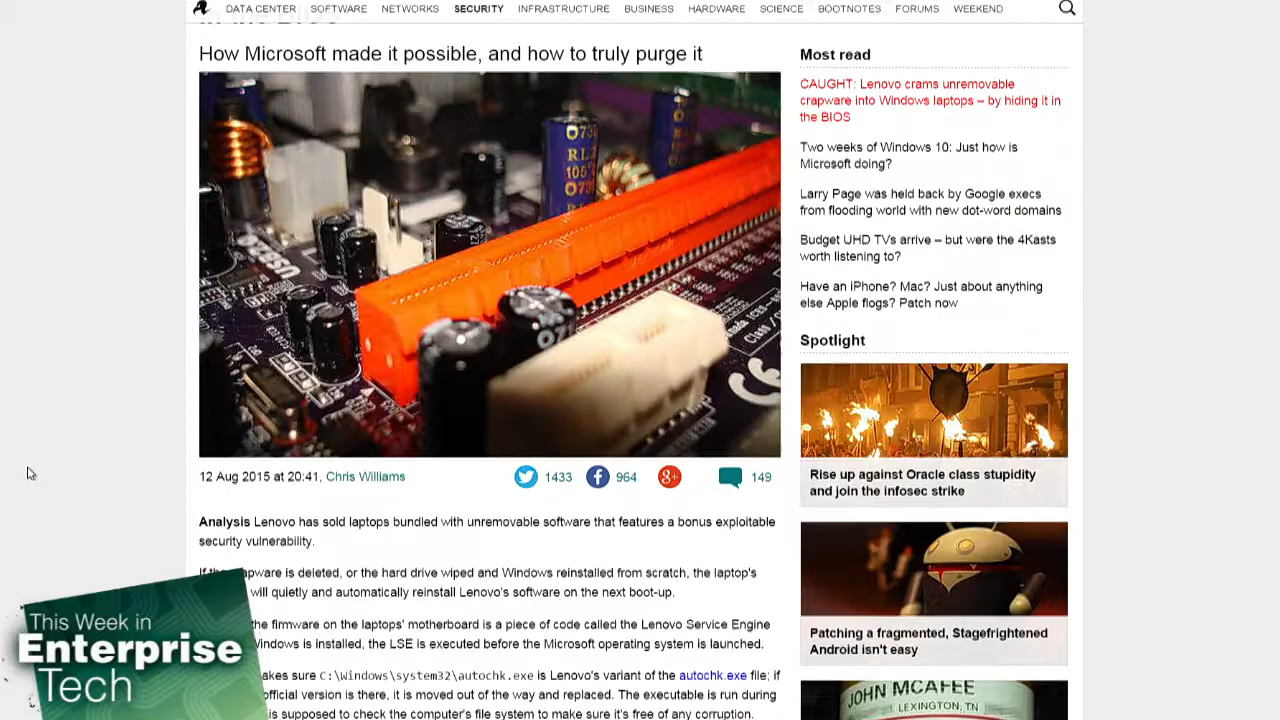 DATA CENTER SOFTWARE NETWORKS SECURITY INFRASTRUCTURE BUSINESS HARDWARE SCIENCE BOOTNOTES FORUMS WEEKEND
in the BIOS
How Microsoft made it possible, and how to truly purge it
12 Aug 2015 at 20:41, Chris Williams
1433 964 149
Analysis Lenovo has sold laptops bundled with unremovable software that features a bonus exploitable
security vulnerability.
If the crapware is deleted, or the hard drive wiped and Windows reinstalled from scratch, the laptop's
will quietly and automatically reinstall Lenovo's software on the next boot-up.
the firmware on the laptops' motherboard is a piece of code called the Lenovo Service Engine
Windows is installed, the LSE is executed before the Microsoft operating system is launched.
akes sure C:\Windows\system32\autochk.exe is Lenovo's variant of the autochk.exe file; if
official version is there, it is moved out of the way and replaced. The executable is run during
is supposed to check the computer's file system to make sure it's free of any corruption.
Most read
CAUGHT: Lenovo crams unremovable
crapware into Windows laptops – by hiding it in
the BIOS
Two weeks of Windows 10: Just how is
Microsoft doing?
Larry Page was held back by Google execs
from flooding world with new dot-word domains
Budget UHD TVs arrive – but were the 4Kasts
worth listening to?
Have an iPhone? Mac? Just about anything
else Apple flogs? Patch now
Spotlight
Rise up against Oracle class stupidity
and join the infosec strike
Patching a fragmented, Stagefrightened
Android isn't easy
JOHN MCAFEE
LEXINGTON, TN
This Week in
Enterprise
Tech